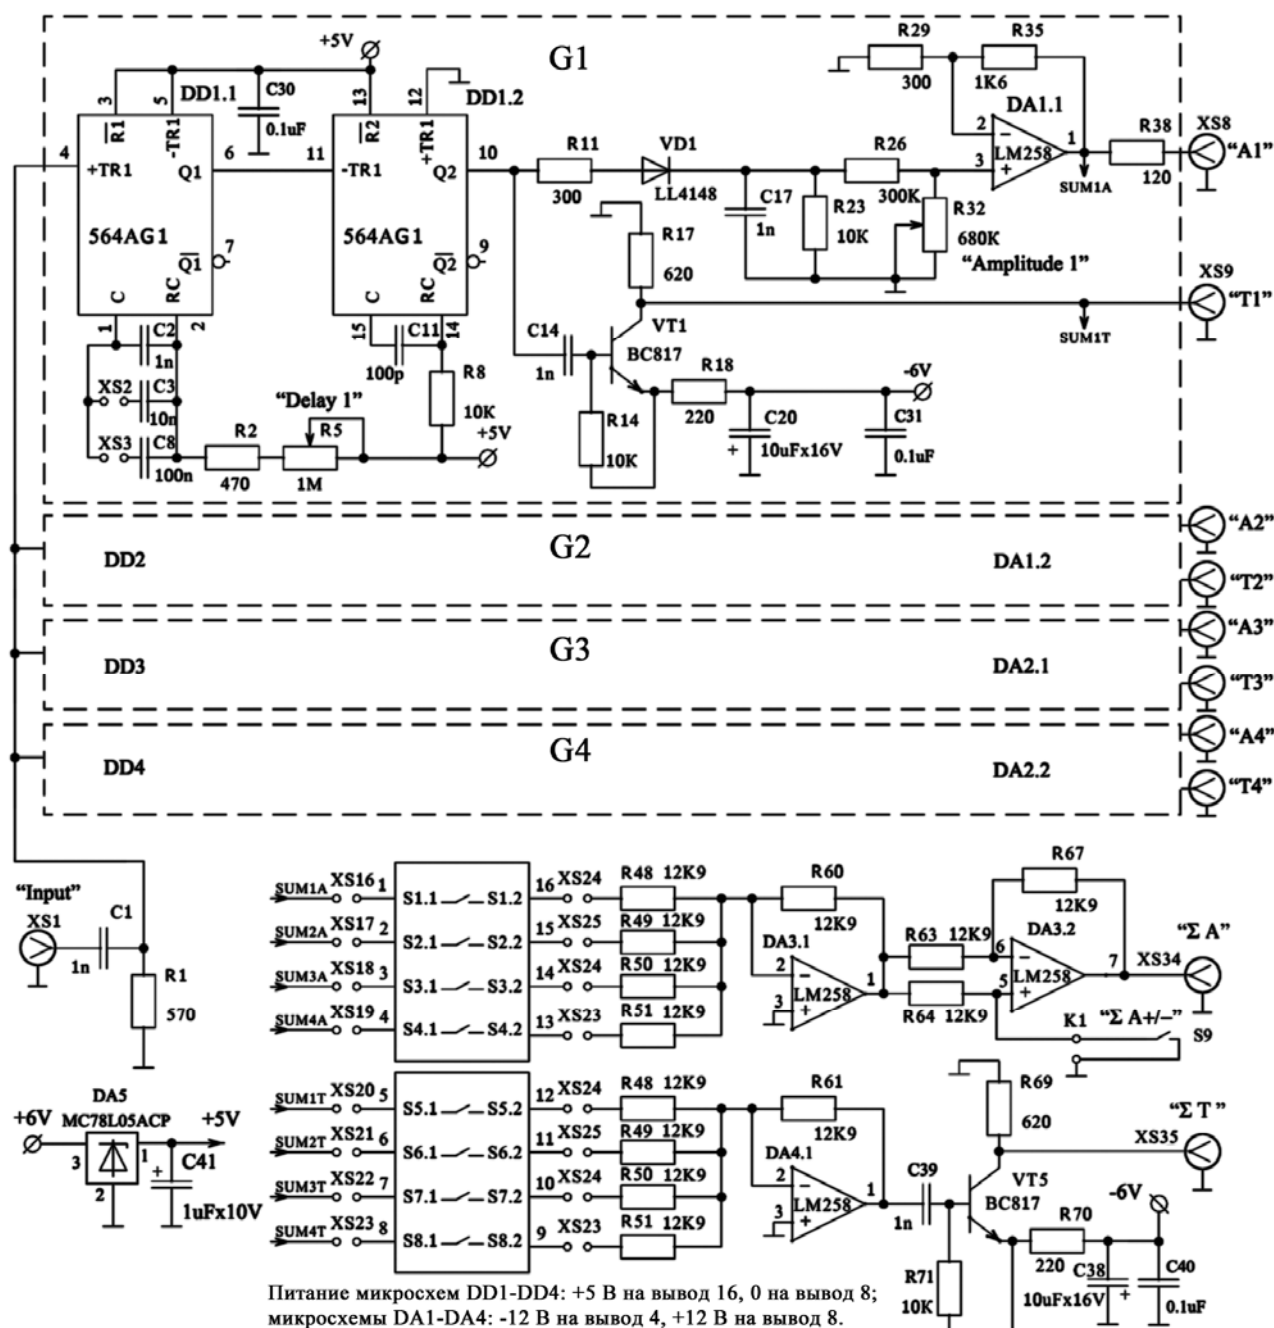 G1
+5V
R29
R35
300
1K6
3
5
DD1.1
C30
0.1uF
13
12
DD1.2
DA1.1
4
+TR1
R1
-TR1
Q1
6
564AG1
Q1
7
C
RC
1
2
11
-TR1
R2
+TR1
Q2
10
564AG1
Q2
9
C
RC
15
14
R11
300
VD1
LL4148
C17
1n
R23
10K
R26
300K
R32
680K
"Amplitude 1"
2
3
LM258
1
SUM1A
R38
120
XS8
"A1"
R17
620
XS9
"T1"
SUM1T
C2
1n
XS2
C3
10n
XS3
C8
100n
C11
100p
R8
10K
"Delay 1"
R2
470
R5
1M
+5V
C14
1n
VT1
BC817
R14
10K
R18
220
-6V
C20
+
10uFx16V
C31
0.1uF
DD2
G2
DA1.2
"A2"
"T2"
DD3
G3
DA2.1
"A3"
"T3"
DD4
G4
DA2.2
"A4"
"T4"
"Input"
XS1
C1
1n
R1
570
SUM1A
XS16
1
S1.1
S1.2
16
XS24
R48
12K9
SUM2A
XS17
2
S2.1
S2.2
15
XS25
R49
12K9
SUM3A
XS18
3
S3.1
S3.2
14
XS24
R50
12K9
SUM4A
XS19
4
S4.1
S4.2
13
XS23
R51
12K9
R60
12K9
DA3.1
2
3
LM258
1
R63
12K9
R64
12K9
R67
12K9
DA3.2
6
5
LM258
7
XS34
"Σ A"
K1
"Σ A+/−"
S9
+6V
DA5
MC78L05ACP
3
1
2
+5V
+
C41
1uFx10V
SUM1T
XS20
5
S5.1
S5.2
12
XS24
R48
12K9
SUM2T
XS21
6
S6.1
S6.2
11
XS25
R49
12K9
SUM3T
XS22
7
S7.1
S7.2
10
XS24
R50
12K9
SUM4T
XS23
8
S8.1
S8.2
9
XS23
R51
12K9
R61
12K9
DA4.1
2
3
LM258
1
C39
1n
R69
620
"Σ T"
XS35
VT5
BC817
-6V
R70
220
R71
10K
C38
10uFx16V
+
C40
0.1uF
Питание микросхем DD1-DD4: +5 В на вывод 16, 0 на вывод 8;
микросхемы DA1-DA4: -12 В на вывод 4, +12 В на вывод 8.